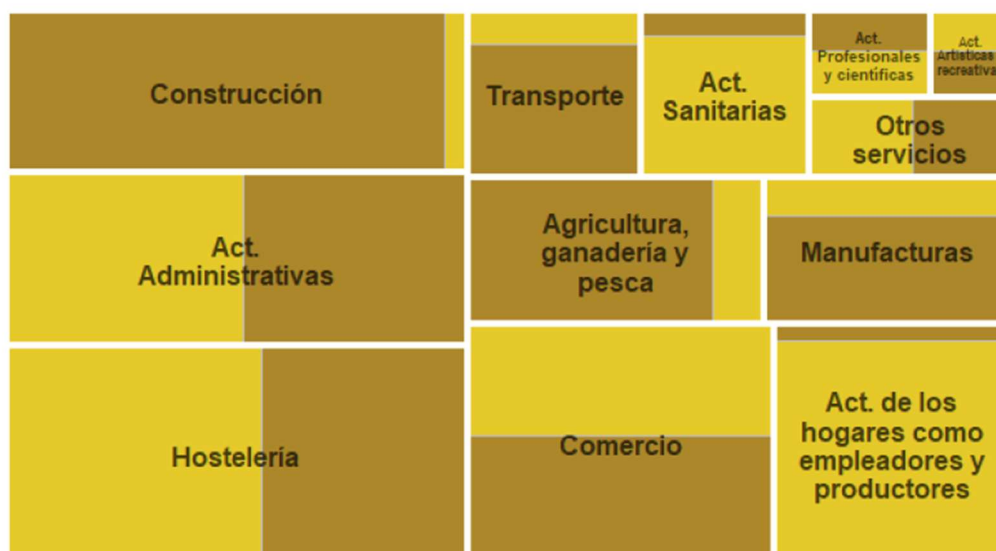 Construcción
Transporte
Act.
Sanitarias
Act.
Profesionales
y científicas
Act.
Artísticas
recreativa
Otros
servicios
Act.
Administrativas
Agricultura,
ganadería y
pesca
Manufacturas
Hostelería
Comercio
Act. de los
hogares como
empleadores y
productores